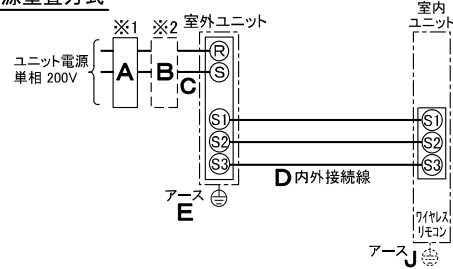 源重畳方式
※1
※2
室外ユニット
室内
ユニット
ユニット電源
単相 200V
A
B
C
R
S
S1
S2
S3
S1
S2
S3
D 内外接続線
アース
E
ワイヤレス
リモコン
アース J